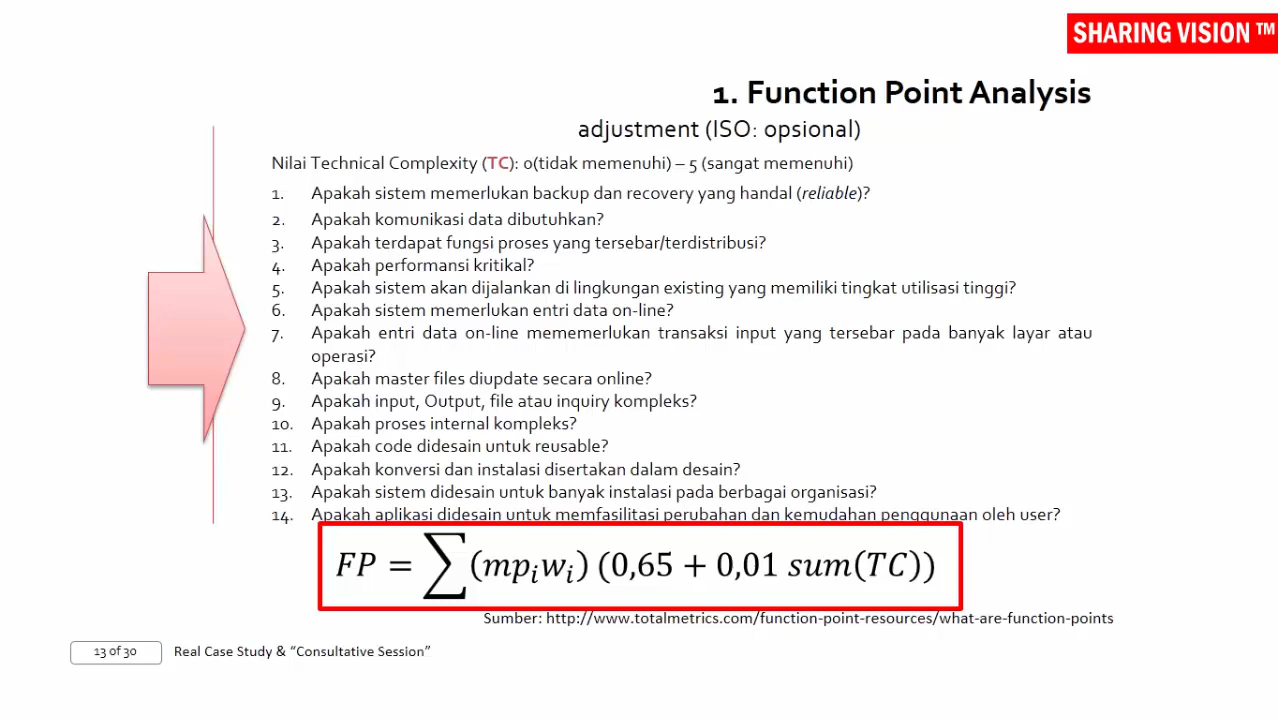 SHARING VISION ™
1. Function Point Analysis
adjustment (ISO: opsional)
Nilai Technical Complexity (TC): 0(tidak memenuhi) – 5 (sangat memenuhi)
1. Apakah sistem memerlukan backup dan recovery yang handal (reliable)?
2. Apakah komunikasi data dibutuhkan?
3. Apakah terdapat fungsi proses yang tersebar/terdistribusi?
4. Apakah performansi kritikal?
5. Apakah sistem akan dijalankan di lingkungan existing yang memiliki tingkat utilisasi tinggi?
6. Apakah sistem memerlukan entri data on-line?
7. Apakah entri data on-line mememerlukan transaksi input yang tersebar pada banyak layar atau
operasi?
8. Apakah master files diupdate secara online?
9. Apakah input, Output, file atau inquiry kompleks?
10. Apakah proses internal kompleks?
11. Apakah code didesain untuk reusable?
12. Apakah konversi dan instalasi disertakan dalam desain?
13. Apakah sistem didesain untuk banyak instalasi pada berbagai organisasi?
14. Apakah aplikasi didesain untuk memfasilitasi perubahan dan kemudahan penggunaan oleh user?
FP = ∑(mpᵢwᵢ) (0,65 + 0,01 sum(TC))
Sumber: http://www.totalmetrics.com/function-point-resources/what-are-function-points
13 of 30 Real Case Study & “Consultative Session”